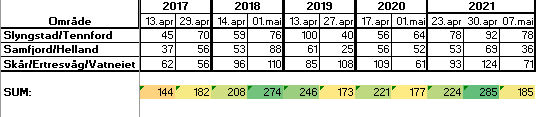 2017 2018 2019 2020 2021
Område 13.apr 29.apr 14.apr 01.mai 13.apr 27.apr 17.apr 01.mai 23.apr 30.apr 07.mai
Slyngstad/Tennford 45 70 59 76 100 40 56 64 78 92 78
Samfjord/Helland 37 56 53 88 61 25 56 52 53 69 36
Skår/Ertresvåg/Vatneiet 62 56 96 110 85 108 109 61 93 124 71
SUM: 144 182 208 274 246 173 221 177 224 285 185